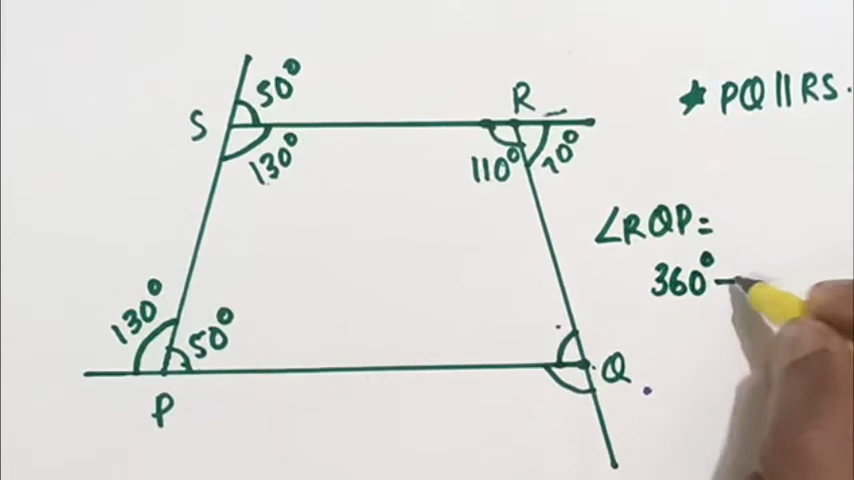 50°
S
R
★ PQ || RS.
130°
110°
70°
∠RQP =
360° -
130°
50°
Q
P